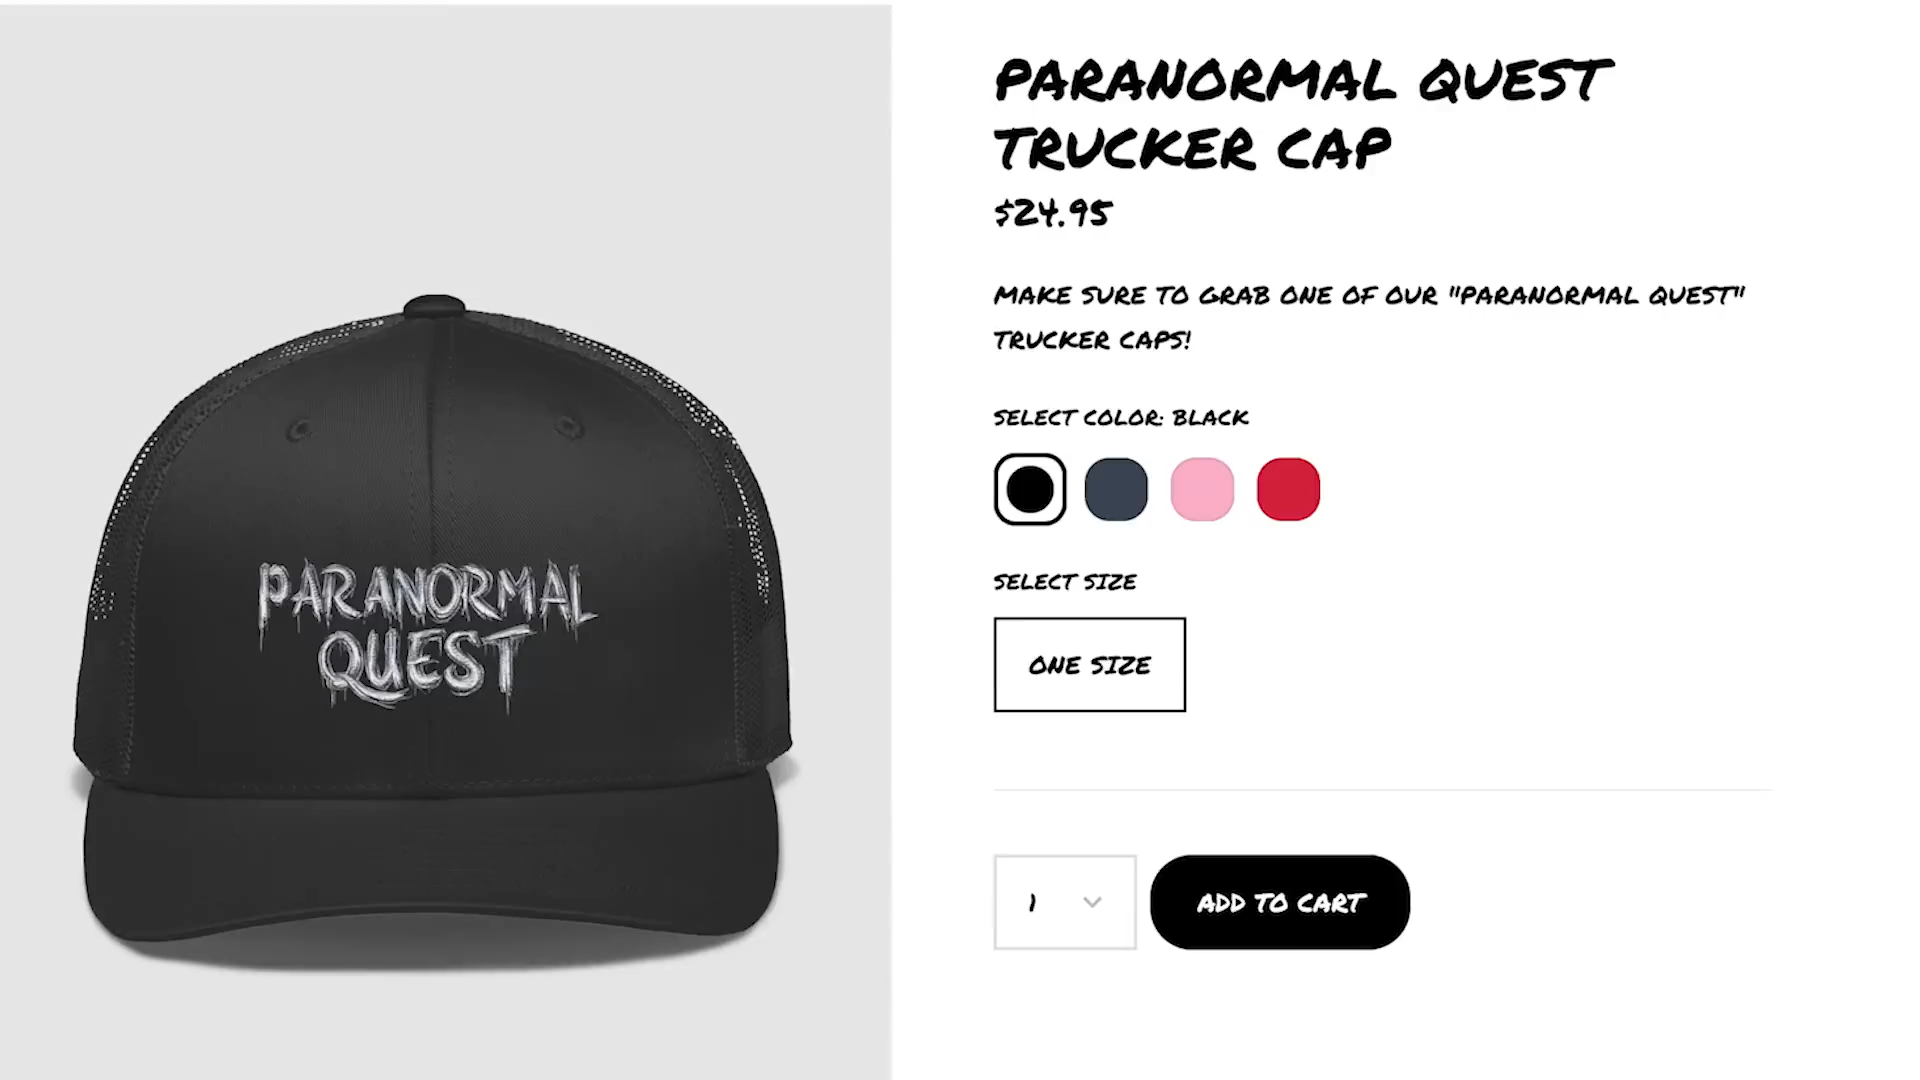 PARANORMAL QUEST
TRUCKER CAP
$24.95
MAKE SURE TO GRAB ONE OF OUR "PARANORMAL QUEST"
TRUCKER CAPS!
SELECT COLOR: BLACK
SELECT SIZE
ONE SIZE
1
ADD TO CART
PARANORMAL
QUEST